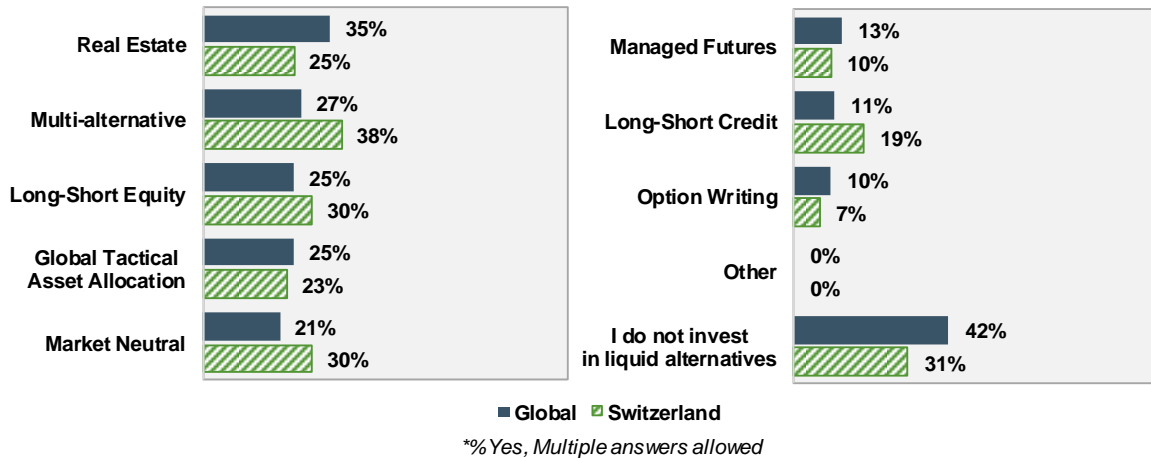 Real Estate
35%
25%
Multi-alternative
27%
38%
Long-Short Equity
25%
30%
Global Tactical
Asset Allocation
25%
23%
Market Neutral
21%
30%
Managed Futures
13%
10%
Long-Short Credit
11%
19%
Option Writing
10%
7%
Other
0%
0%
I do not invest
in liquid alternatives
42%
31%
Global Switzerland
*% Yes, Multiple answers allowed